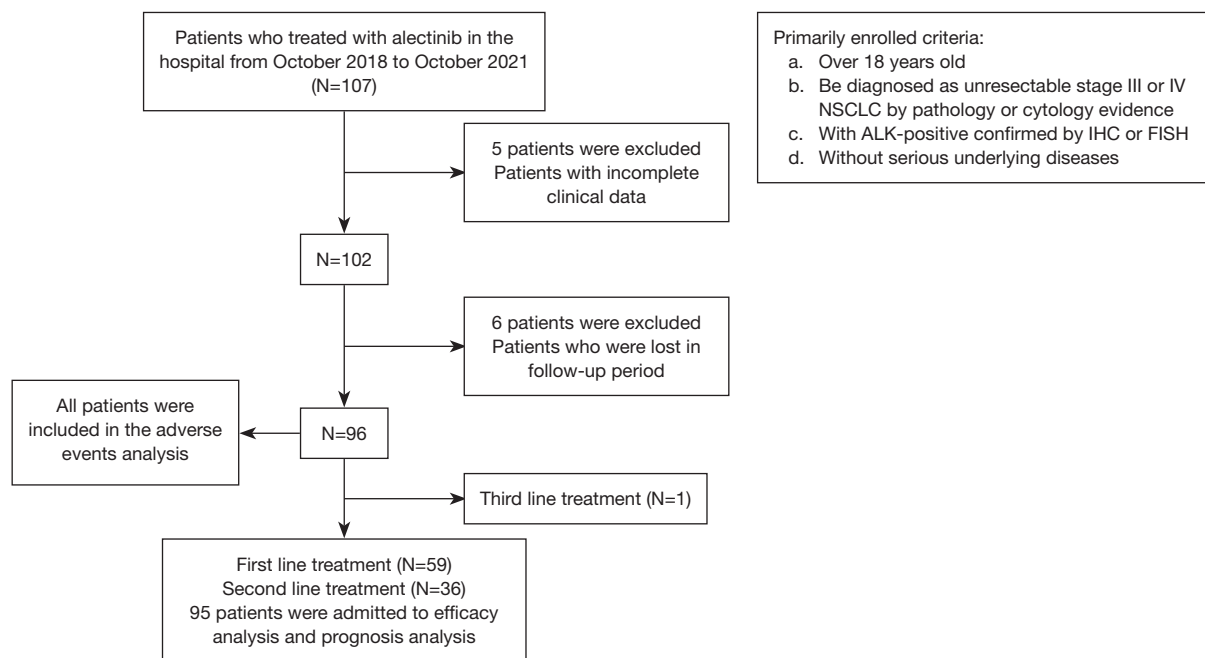 Patients who treated with alectinib in the
hospital from October 2018 to October 2021
(N=107)
Primarily enrolled criteria:
a. Over 18 years old
b. Be diagnosed as unresectable stage III or IV
NSCLC by pathology or cytology evidence
c. With ALK-positive confirmed by IHC or FISH
d. Without serious underlying diseases
5 patients were excluded
Patients with incomplete
clinical data
N=102
6 patients were excluded
Patients who were lost in
follow-up period
All patients were
included in the adverse
events analysis
N=96
Third line treatment (N=1)
First line treatment (N=59)
Second line treatment (N=36)
95 patients were admitted to efficacy
analysis and prognosis analysis